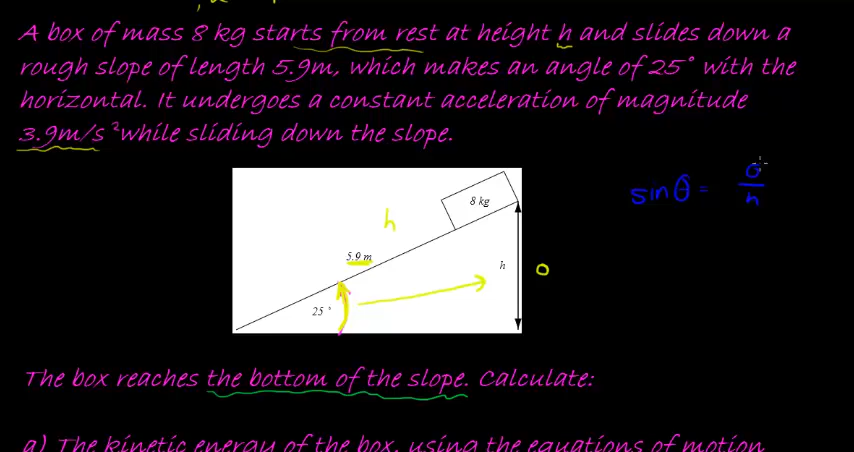 A box of mass 8 kg starts from rest at height h and slides down a
rough slope of length 5.9m, which makes an angle of 25° with the
horizontal. It undergoes a constant acceleration of magnitude
3.9m/s² while sliding down the slope.
8 kg
sinθ = o/h
h
5.9 m
h
o
25 °
The box reaches the bottom of the slope. Calculate:
a) The kinetic energy of the box, using the equations of motion